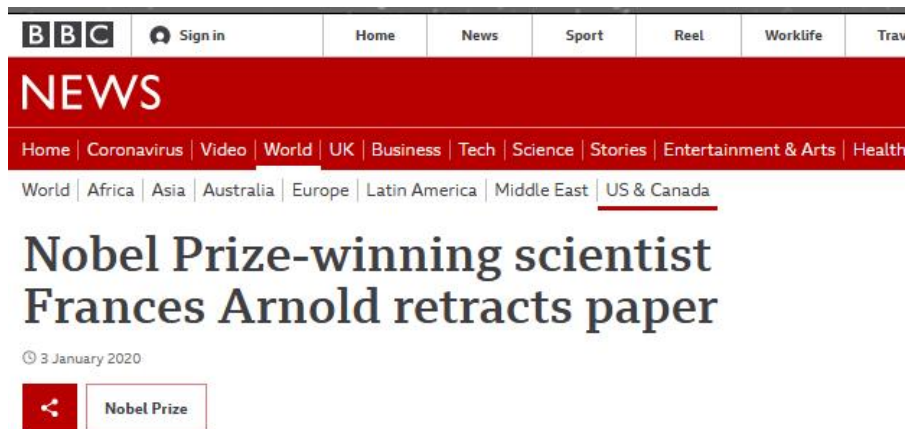 BBC Sign in Home News Sport Reel Worklife
NEWS
Home Coronavirus Video World UK Business Tech Science Stories Entertainment & Arts Health
World Africa Asia Australia Europe Latin America Middle East US & Canada
Nobel Prize-winning scientist
Frances Arnold retracts paper
3 January 2020
Nobel Prize